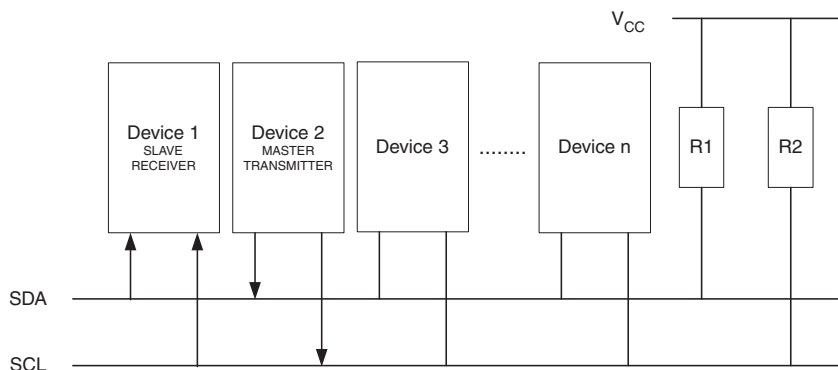 VCC
Device 1
SLAVE
RECEIVER
Device 2
MASTER
TRANSMITTER
Device 3
........
Device n
R1
R2
SDA
SCL